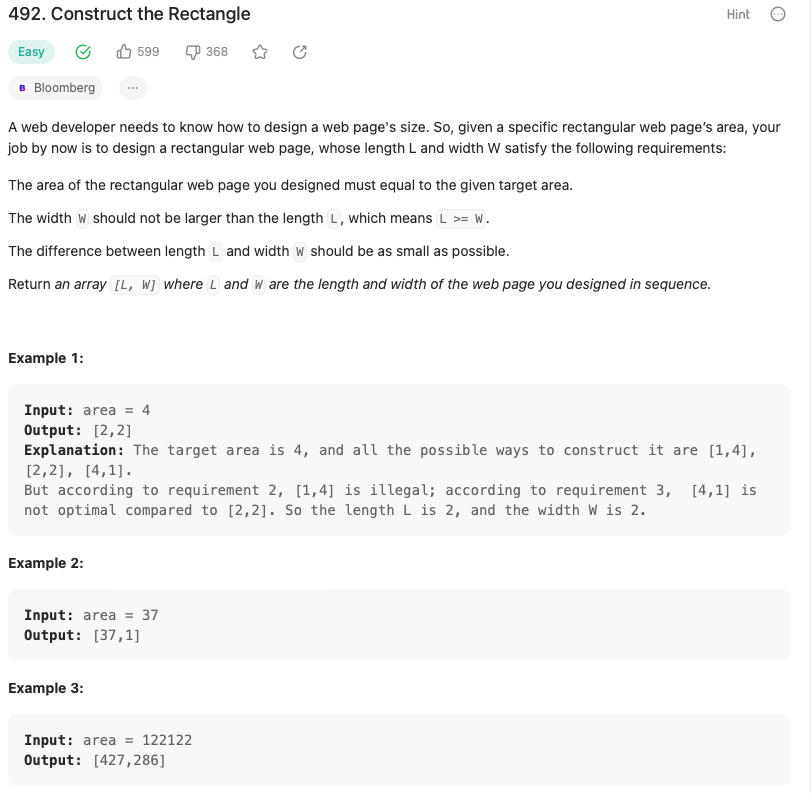 492. Construct the Rectangle
Hint
Easy
599
368
B Bloomberg
...
A web developer needs to know how to design a web page's size. So, given a specific rectangular web page’s area, your
job by now is to design a rectangular web page, whose length L and width W satisfy the following requirements:
The area of the rectangular web page you designed must equal to the given target area.
The width W should not be larger than the length L, which means L >= W.
The difference between length L and width W should be as small as possible.
Return an array [L, W] where L and W are the length and width of the web page you designed in sequence.
Example 1:
Input: area = 4
Output: [2,2]
Explanation: The target area is 4, and all the possible ways to construct it are [1,4],
[2,2], [4,1].
But according to requirement 2, [1,4] is illegal; according to requirement 3,  [4,1] is
not optimal compared to [2,2]. So the length L is 2, and the width W is 2.
Example 2:
Input: area = 37
Output: [37,1]
Example 3:
Input: area = 122122
Output: [427,286]